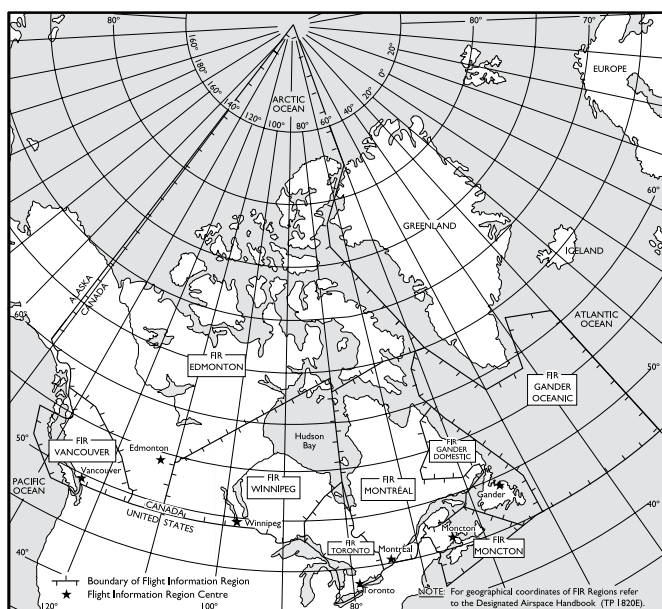 80°
80°
70°
160°
180°
160°
140°
120°
100°
80°
60°
40°
20°
0°
20°
EUROPE
ARCTIC
OCEAN
60°
GREENLAND
ICELAND
50°
ALASKA
CANADA
60°
ATLANTIC
OCEAN
FIR
EDMONTON
FIR
GANDER
OCEANIC
50°
Hudson
Bay
FIR
VANCOUVER
Edmonton
FIR
GANDER
DOMESTIC
40°
Vancouver
FIR
WINNIPEG
FIR
MONTRÉAL
Gander
PACIFIC
OCEAN
CANADA
UNITED STATES
Winnipeg
Moncton
FIR
MONCTON
FIR
TORONTO
Montréal
40°
Toronto
Boundary of Flight Information Region
Flight Information Region Centre
NOTE: For geographical coordinates of FIR Regions refer
to the Designated Airspace Handbook (TP 1820E).
120°
100°
80°